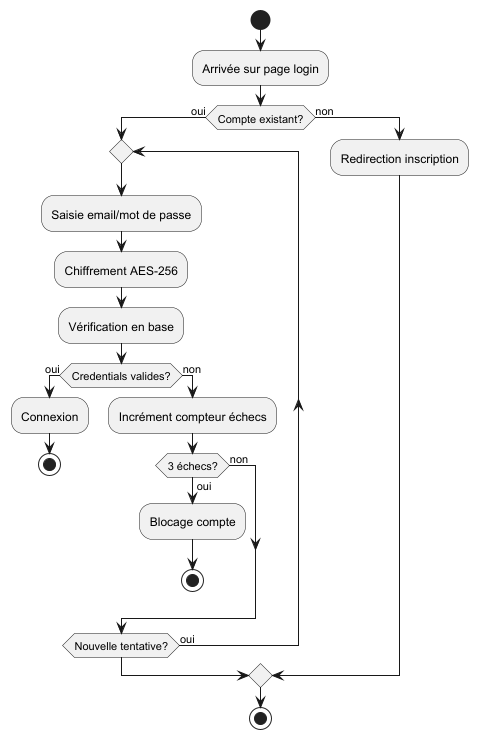 Arrivée sur page login
oui
Compte existant?
non
Redirection inscription
Saisie email/mot de passe
Chiffrement AES-256
Vérification en base
oui
Credentials valides?
non
Connexion
Incrément compteur échecs
3 échecs?
non
oui
Blocage compte
Nouvelle tentative?
oui